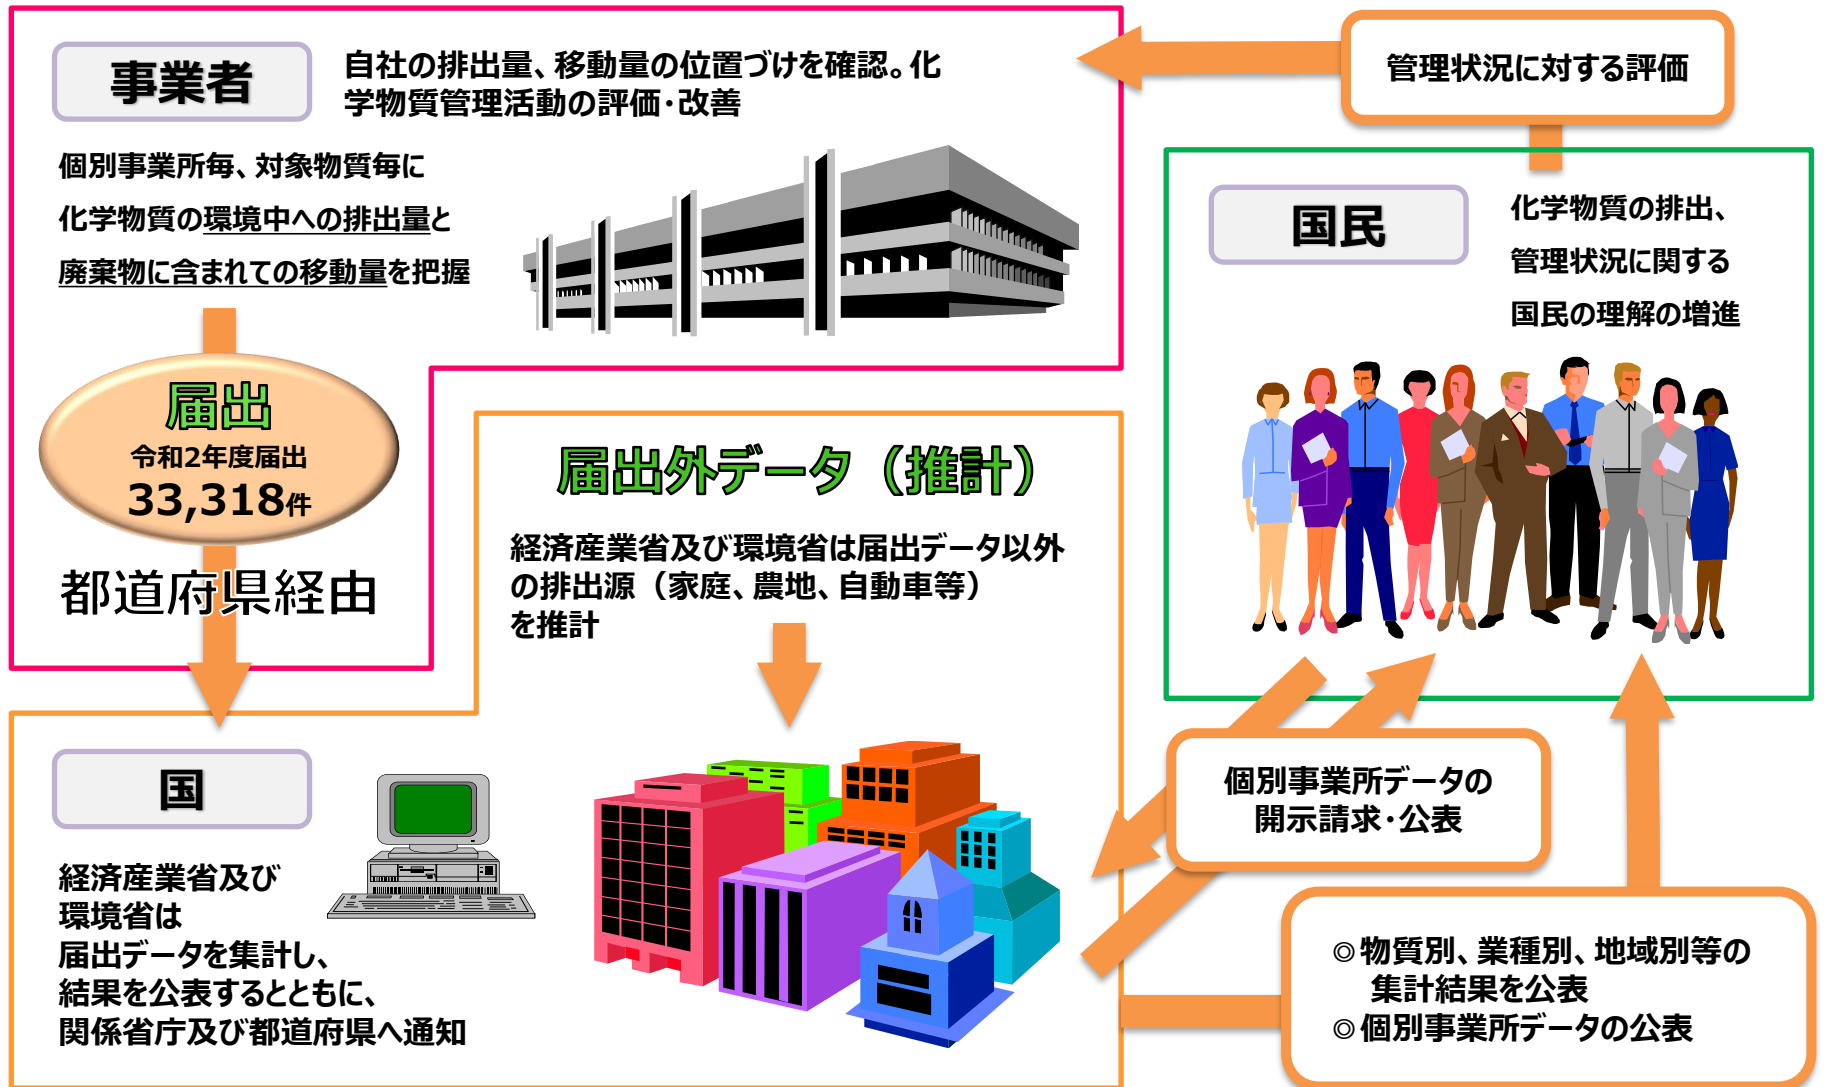 事業者
自社の排出量、移動量の位置づけを確認。化
学物質管理活動の評価・改善
個別事業所毎、対象物質毎に
化学物質の環境中への排出量と
廃棄物に含まれての移動量を把握
届出
令和2年度届出
33,318件
都道府県経由
管理状況に対する評価
国民
化学物質の排出、
管理状況に関する
国民の理解の増進
届出外データ（推計）
経済産業省及び環境省は届出データ以外
の排出源（家庭、農地、自動車等）
を推計
国
経済産業省及び
環境省は
届出データを集計し、
結果を公表するとともに、
関係省庁及び都道府県へ通知
個別事業所データの
開示請求・公表
◎物質別、業種別、地域別等の
集計結果を公表
◎個別事業所データの公表